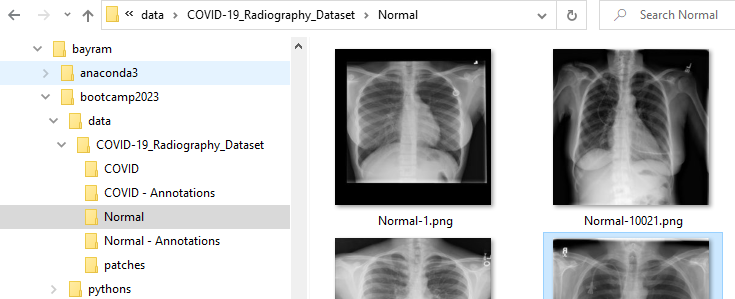 « data > COVID-19_Radiography_Dataset > Normal
Search Normal
bayram
anaconda3
bootcamp2023
data
COVID-19_Radiography_Dataset
COVID
COVID - Annotations
Normal
Normal - Annotations
patches
pythons
Normal-1.png
Normal-10021.png